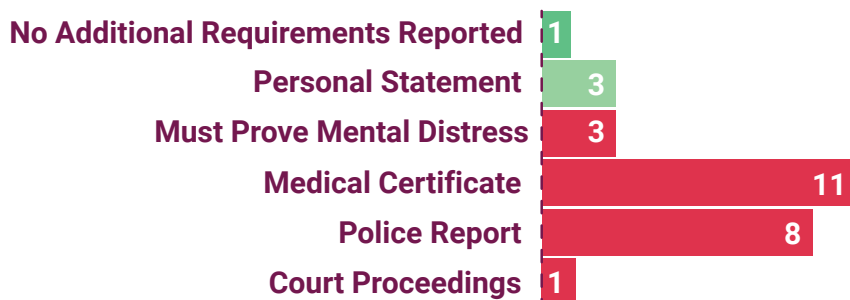 No Additional Requirements Reported 1
Personal Statement 3
Must Prove Mental Distress 3
Medical Certificate 11
Police Report 8
Court Proceedings 1